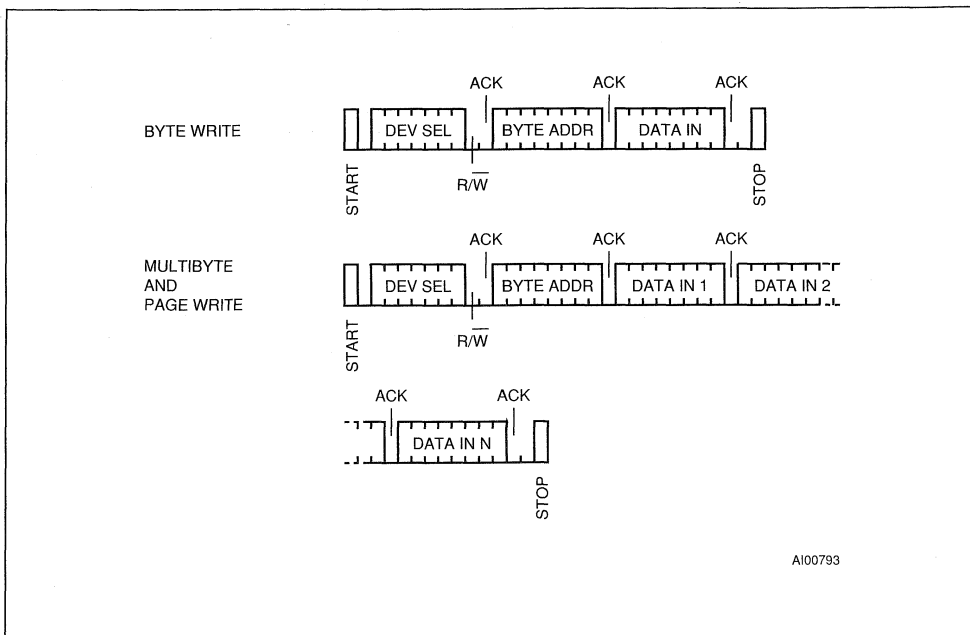 ACK ACK ACK
BYTE WRITE
DEV SEL BYTE ADDR DATA IN
R/W̅
START
STOP
ACK ACK ACK
MULTIBYTE
AND
PAGE WRITE
DEV SEL BYTE ADDR DATA IN 1 DATA IN 2
R/W̅
START
ACK ACK
DATA IN N
STOP
AI00793